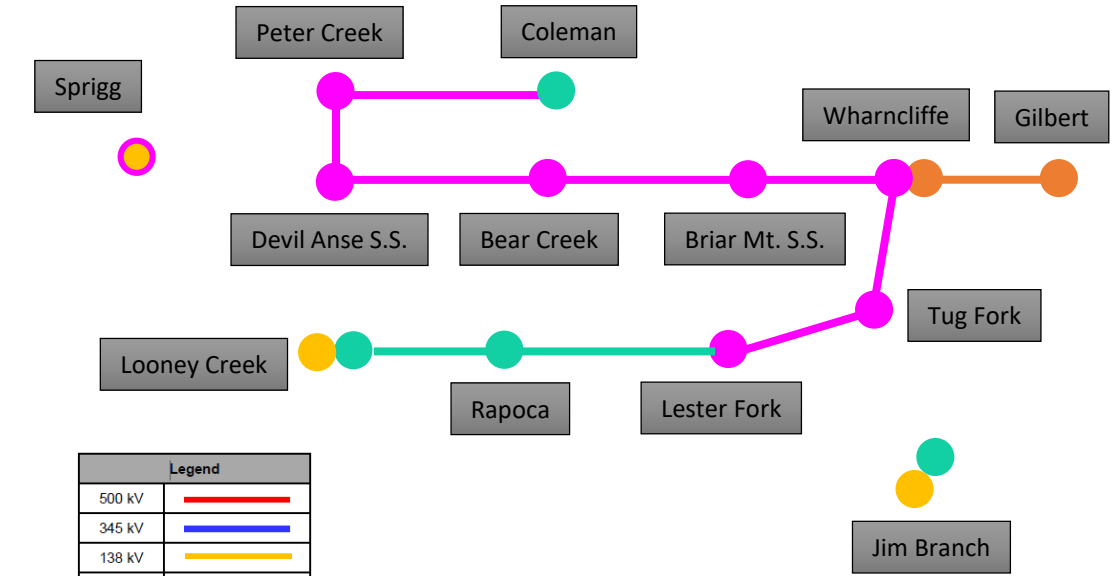 Peter Creek
Coleman
Sprigg
Wharncliffe
Gilbert
Devil Anse S.S.
Bear Creek
Briar Mt. S.S.
Tug Fork
Looney Creek
Rapoca
Lester Fork
Legend
500 kV
345 kV
138 kV
Jim Branch